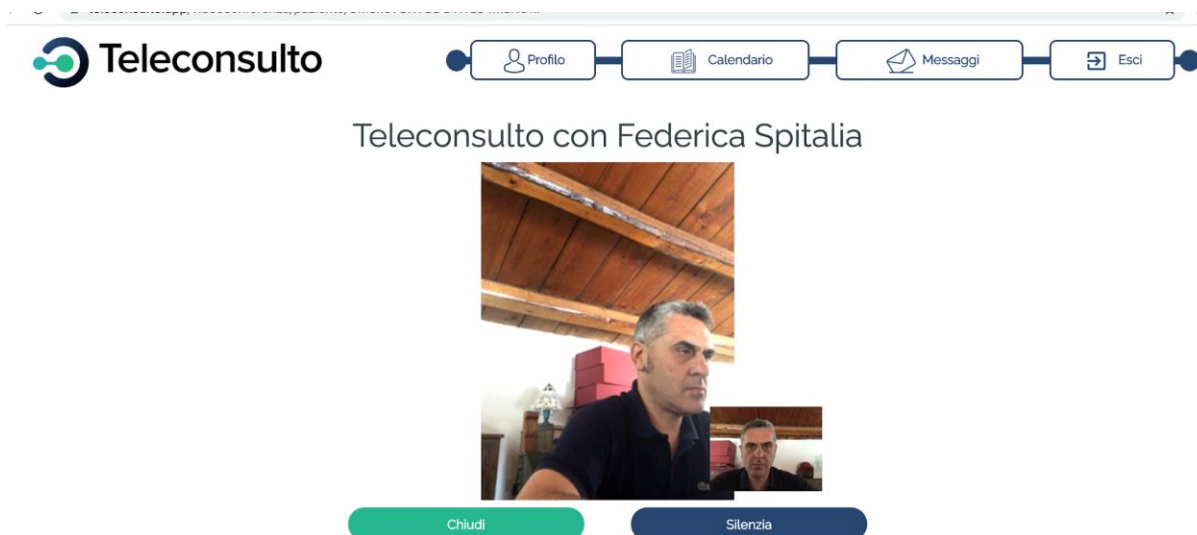 Teleconsulto
Profilo
Calendario
Messaggi
Esci
Teleconsulto con Federica Spitalia
Chiudi
Silenzia